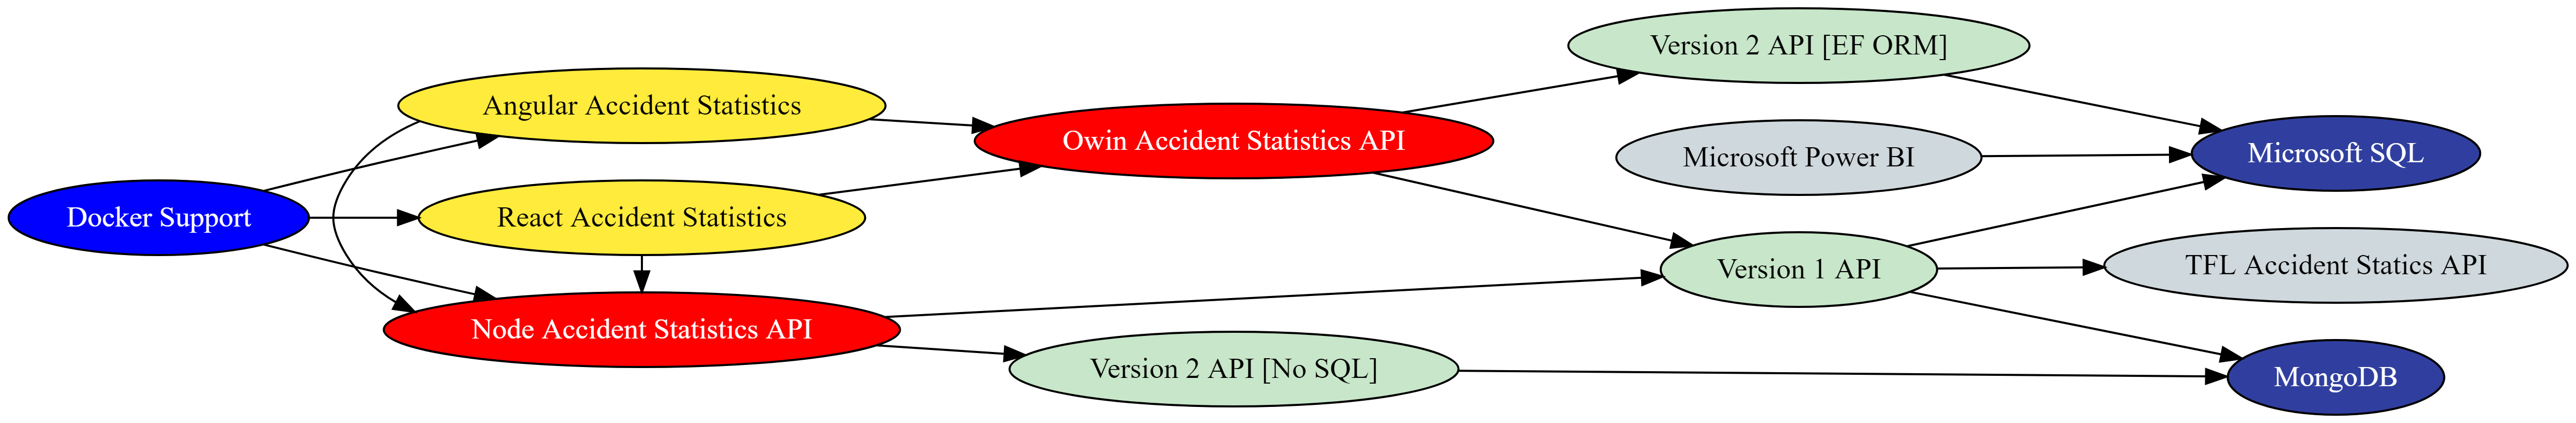 Docker Support
Angular Accident Statistics
React Accident Statistics
Node Accident Statistics API
Owin Accident Statistics API
Version 2 API [No SQL]
Version 2 API [EF ORM]
Microsoft Power BI
Version 1 API
Microsoft SQL
TFL Accident Statics API
MongoDB